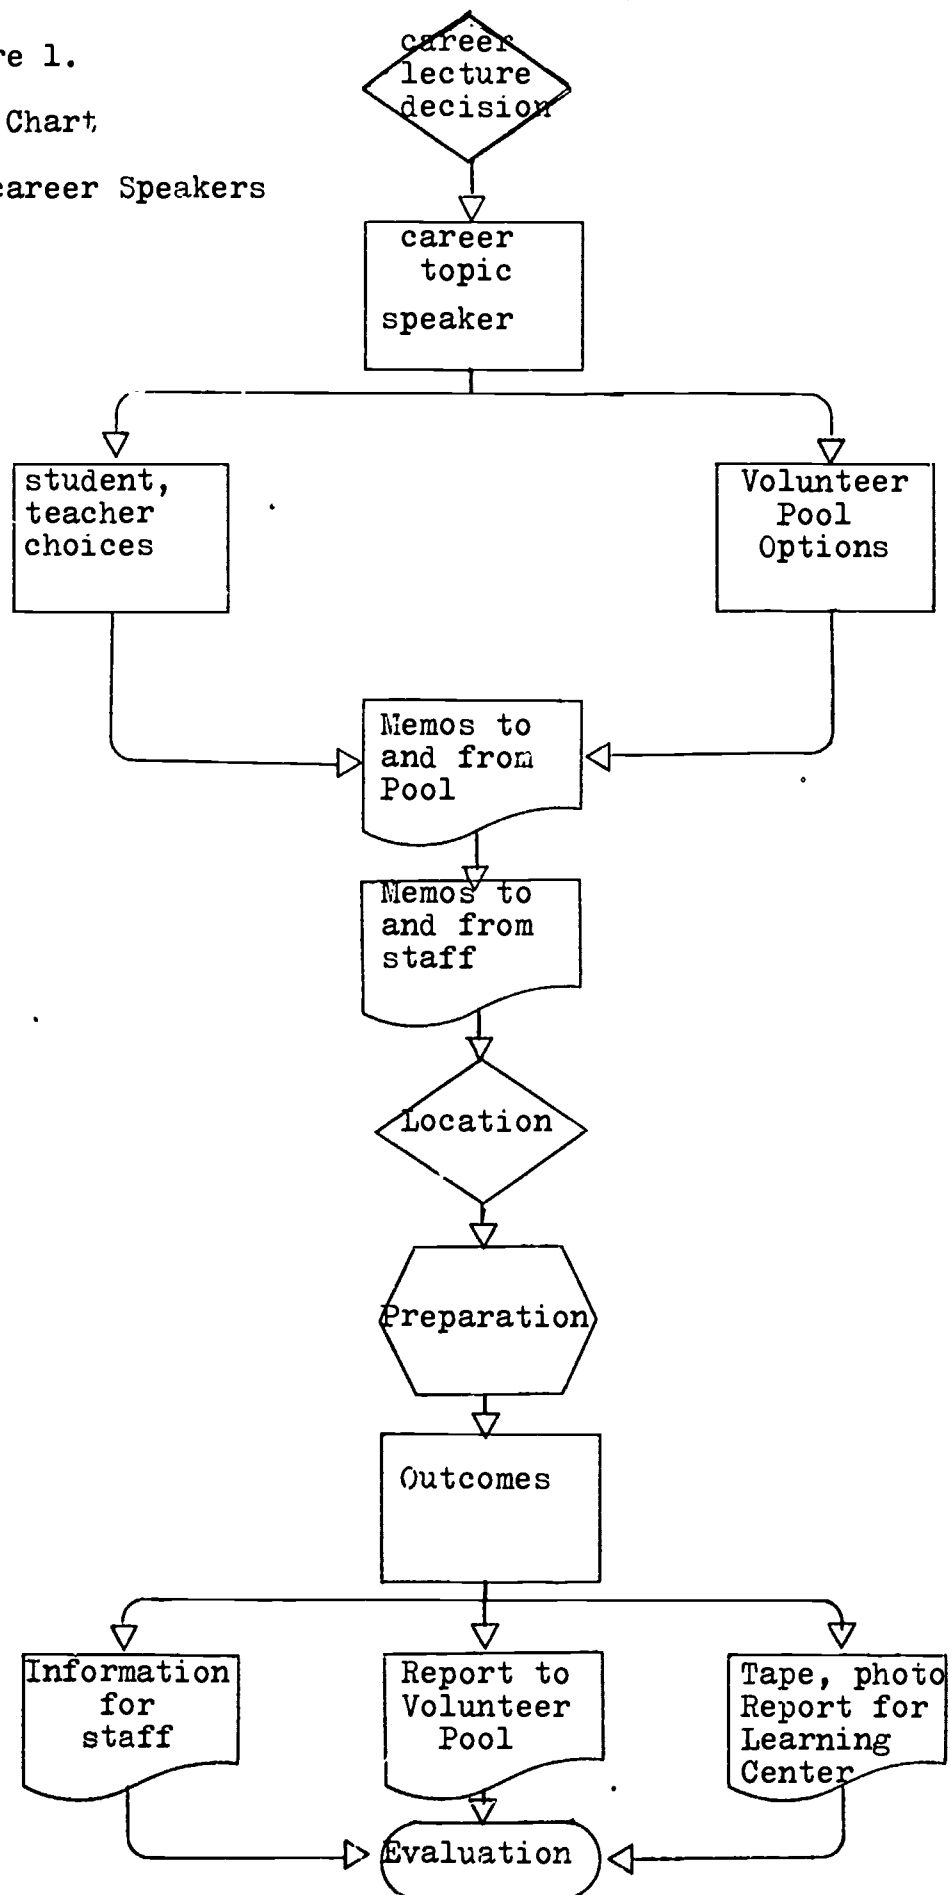 re 1.
Chart
career Speakers
career
lecture
decision
career
topic
speaker
student,
teacher
choices
Volunteer
Pool
Options
Memos to
and from
Pool
Memos to
and from
staff
Location
Preparation
Outcomes
Information
for
staff
Report to
Volunteer
Pool
Tape, photo
Report for
Learning
Center
Evaluation